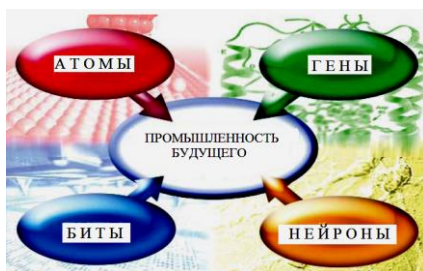 АТОМЫ
ГЕНЫ
ПРОМЫШЛЕННОСТЬ
БУДУЩЕГО
БИТЫ
НЕЙРОНЫ